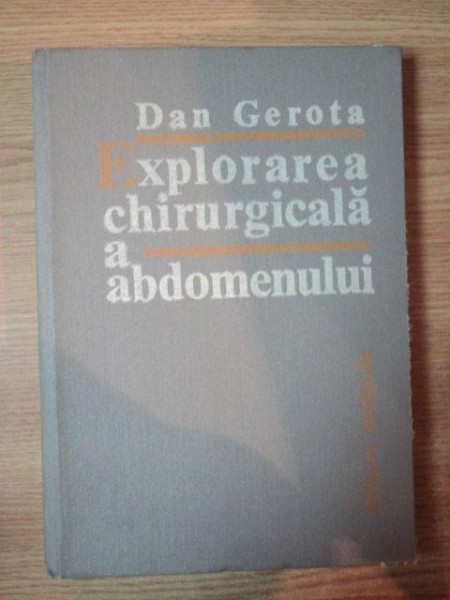 Dan Gerota
Explorarea
chirurgicală
a
abdomenului